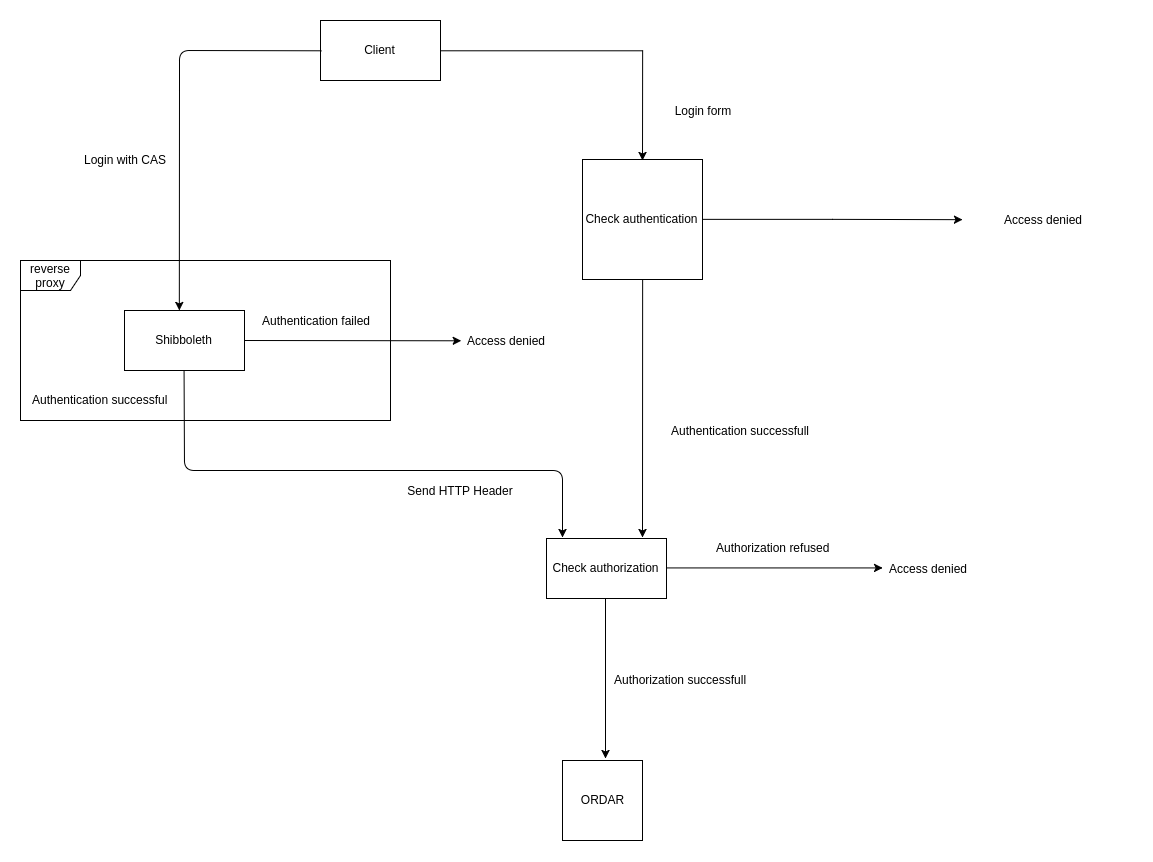 Client
Login form
Login with CAS
Check authentication
Access denied
reverse
proxy
Authentication failed
Shibboleth
Access denied
Authentication successful
Authentication successfull
Send HTTP Header
Authorization refused
Check authorization
Access denied
Authorization successfull
ORDAR